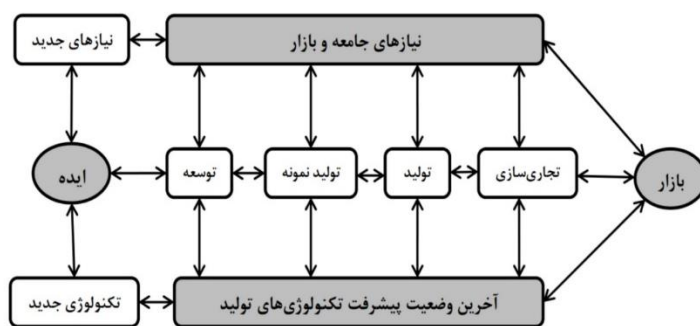 نیازهای جدید
نیازهای جامعه و بازار
ایده
توسعه
تولید نمونه
تولید
تجاری‌سازی
بازار
تکنولوژی جدید
آخرین وضعیت پیشرفت تکنولوژی‌های تولید